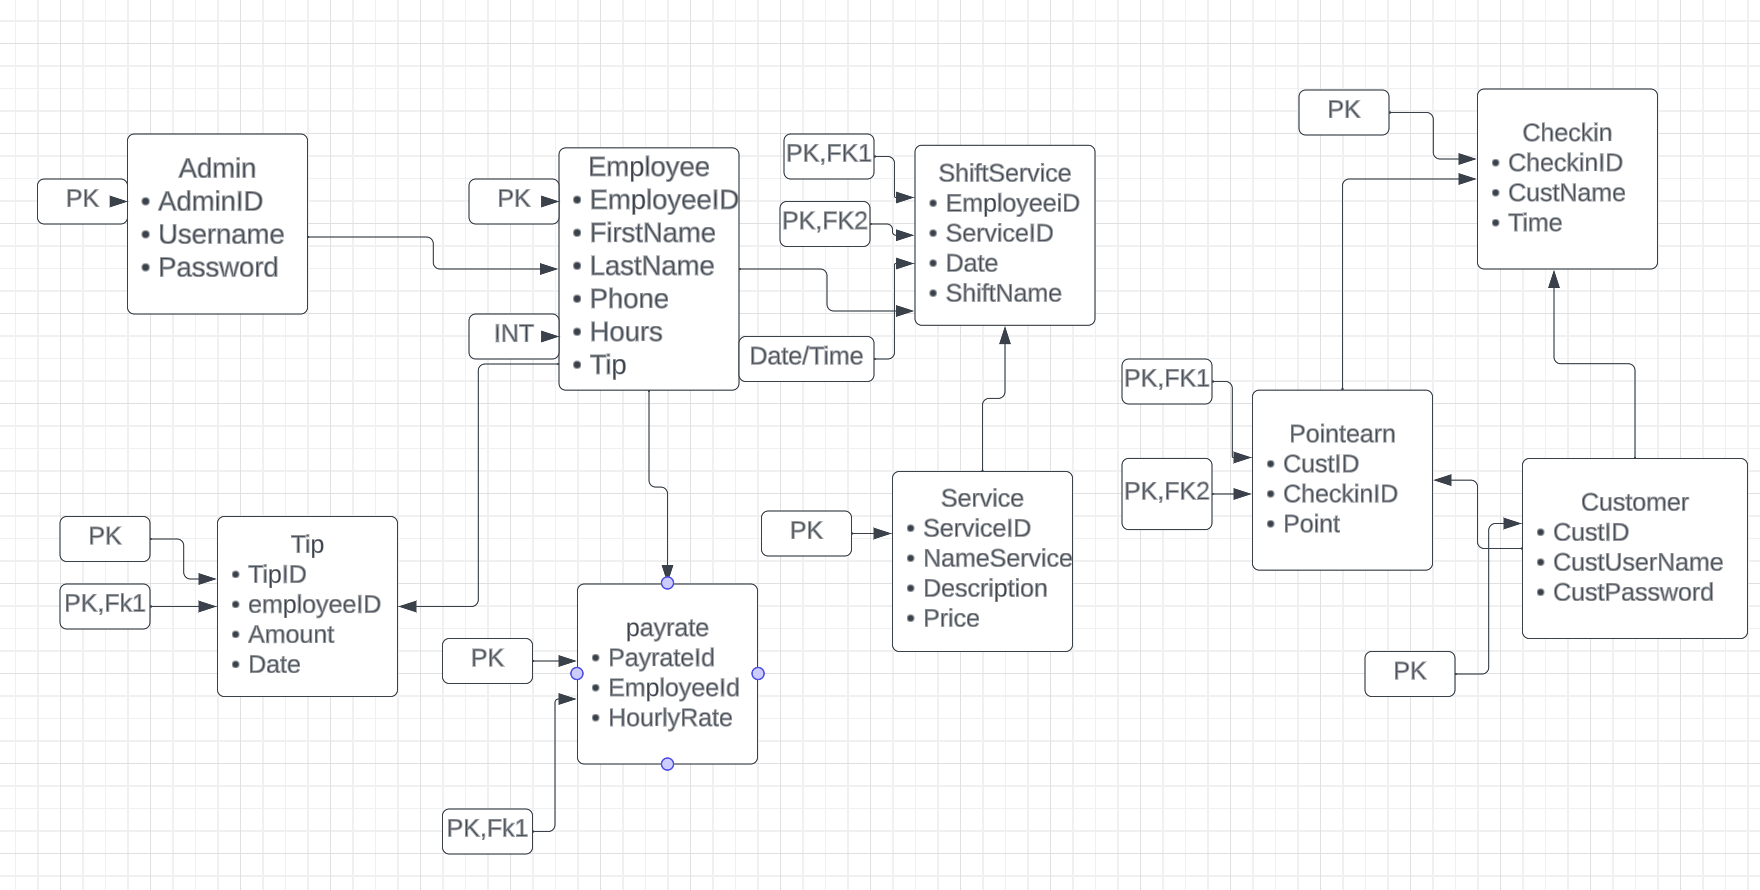 PK
Admin
• AdminID
• Username
• Password
PK
INT
Employee
• EmployeeID
• FirstName
• LastName
• Phone
• Hours
• Tip
PK,FK1
PK,FK2
Date/Time
ShiftService
• EmployeeiD
• ServiceID
• Date
• ShiftName
PK
Checkin
• CheckinID
• CustName
• Time
PK,FK1
PK,FK2
Pointearn
• CustID
• CheckinID
• Point
Customer
• CustID
• CustUserName
• CustPassword
PK
PK
PK,Fk1
Tip
• TipID
• employeeID
• Amount
• Date
PK
PK,Fk1
payrate
• PayrateId
• EmployeeId
• HourlyRate
PK
Service
• ServiceID
• NameService
• Description
• Price